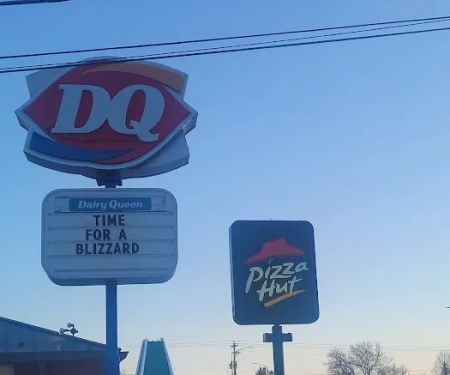 DQ
Dairy Queen
TIME
FOR A
BLIZZARD
Pizza
Hut